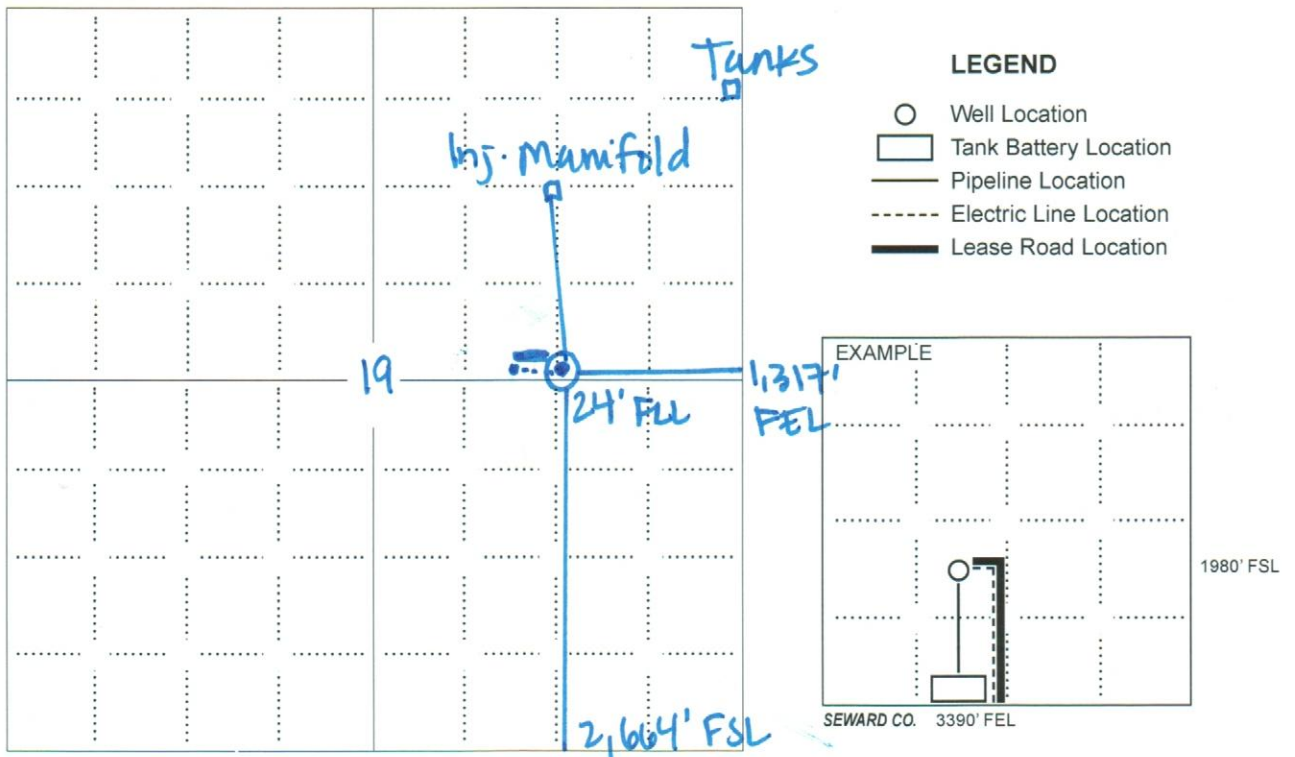 Tanks
Inj. Manifold
19
24' FLL
1,317'
FEL
2,664' FSL
LEGEND
Well Location
Tank Battery Location
Pipeline Location
Electric Line Location
Lease Road Location
EXAMPLE
1980' FSL
SEWARD CO. 3390' FEL